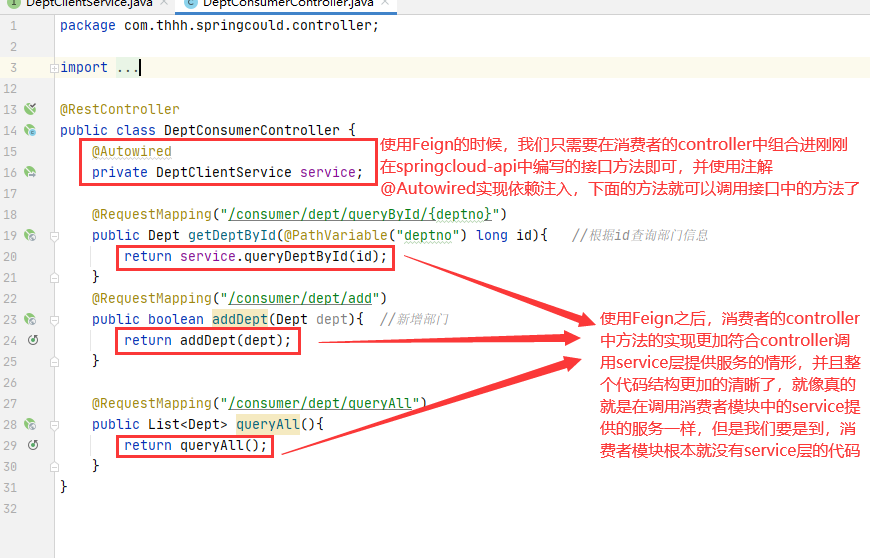 DeptClientService.java × DeptConsumerController.java ×
1 package com.thhh.springcould.controller;
2
3 import ...
12
13 @RestController
14 public class DeptConsumerController {
15 @Autowired
16 private DeptClientService service;
17
使用Feign的时候，我们只需要在消费者的controller中组合进刚刚
在springcloud-api中编写的接口方法即可，并使用注解
@Autowired实现依赖注入，下面的方法就可以调用接口中的方法了
18 @RequestMapping("/consumer/dept/queryById/{deptno}")
19 public Dept getDeptById(@PathVariable("deptno") long id){ //根据id查询部门信息
20 return service.queryDeptById(id);
21 }
22 @RequestMapping("/consumer/dept/add")
23 public boolean addDept(Dept dept){ //新增部门
24 return addDept(dept);
25 }
26
27 @RequestMapping("/consumer/dept/queryAll")
28 public List<Dept> queryAll(){
29 return queryAll();
30 }
31 }
32
使用Feign之后，消费者的controller
中方法的实现更加符合controller调
用service层提供服务的情形，并且整
个代码结构更加的清晰了，就像真的
就是在调用消费者模块中的service提
供的服务一样，但是我们要是到，消
费者模块根本就没有service层的代码